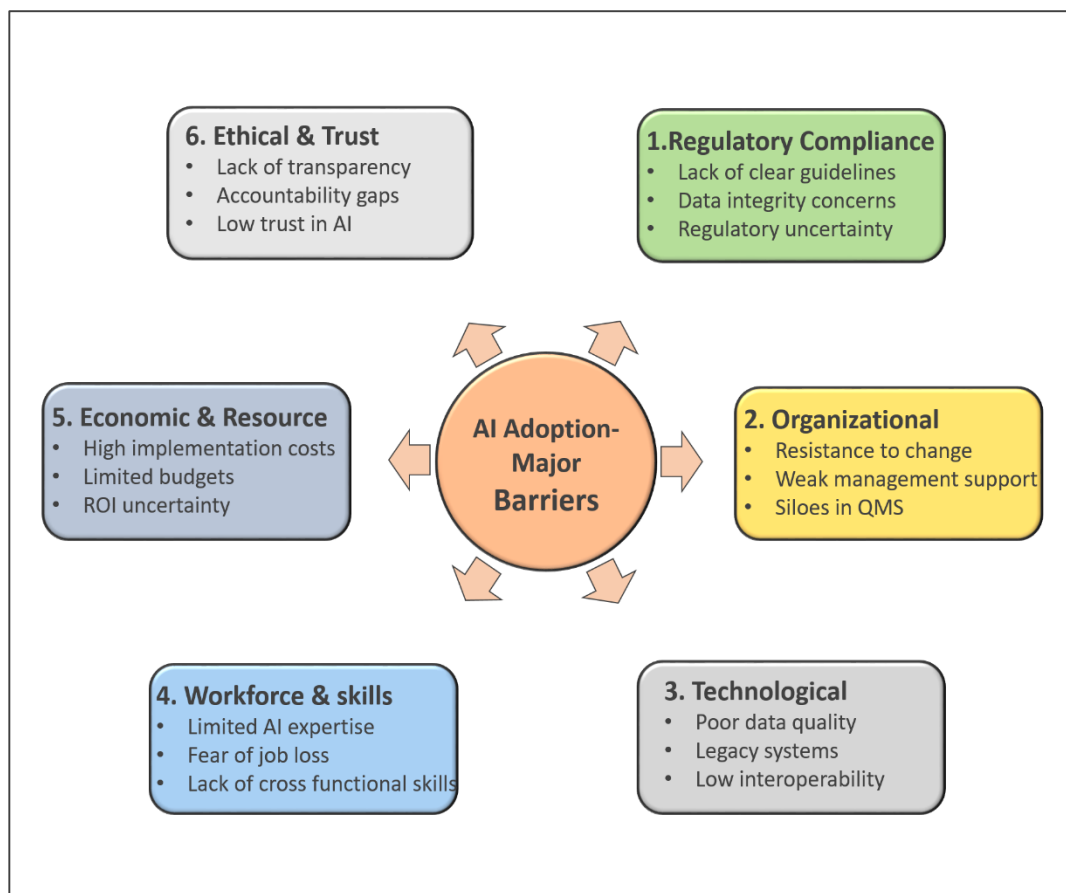 6. Ethical & Trust
• Lack of transparency
• Accountability gaps
• Low trust in AI
1.Regulatory Compliance
• Lack of clear guidelines
• Data integrity concerns
• Regulatory uncertainty
5. Economic & Resource
• High implementation costs
• Limited budgets
• ROI uncertainty
AI Adoption-
Major
Barriers
2. Organizational
• Resistance to change
• Weak management support
• Siloes in QMS
4. Workforce & skills
• Limited AI expertise
• Fear of job loss
• Lack of cross functional skills
3. Technological
• Poor data quality
• Legacy systems
• Low interoperability